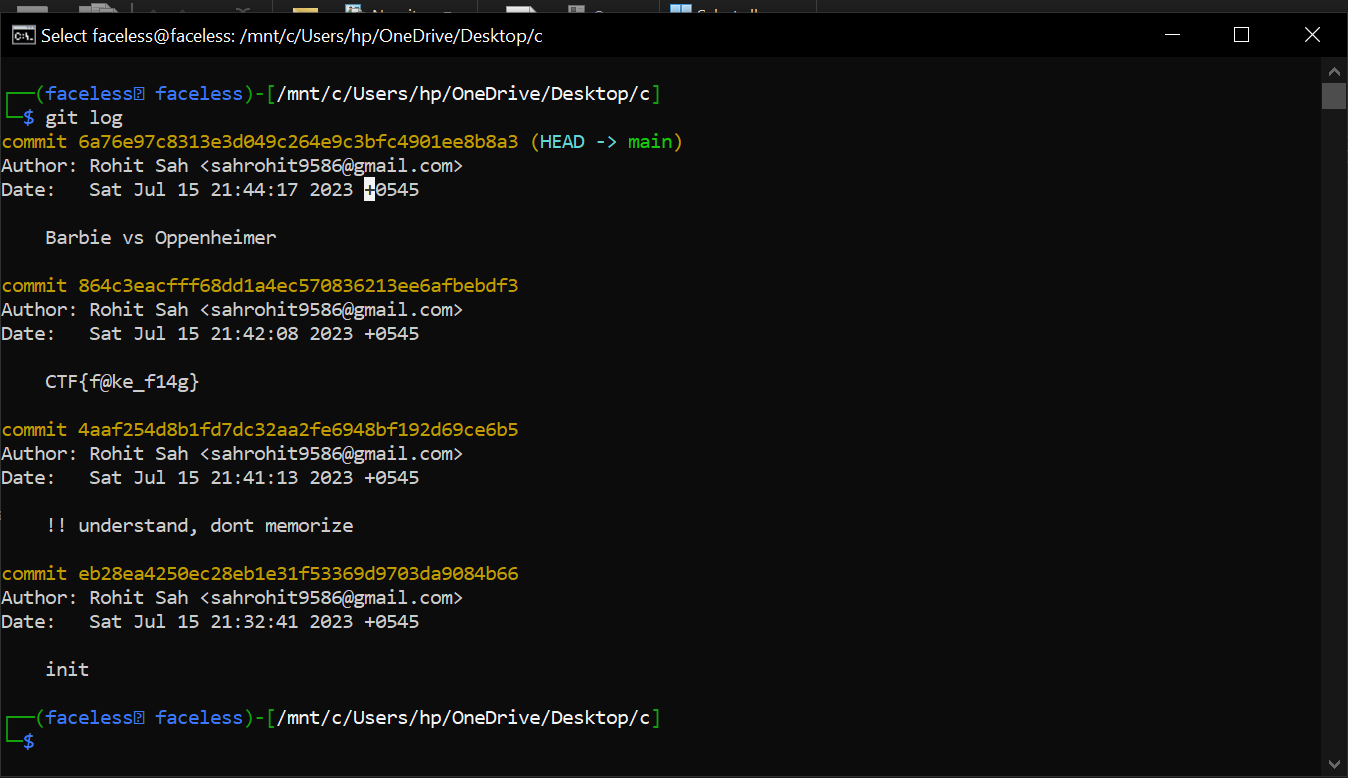 Select faceless@faceless: /mnt/c/Users/hp/OneDrive/Desktop/c
┌──(faceless⍰ faceless)-[/mnt/c/Users/hp/OneDrive/Desktop/c]
└─$ git log
commit 6a76e97c8313e3d049c264e9c3bfc4901ee8b8a3 (HEAD -> main)
Author: Rohit Sah <sahrohit9586@gmail.com>
Date:   Sat Jul 15 21:44:17 2023 +0545
    Barbie vs Oppenheimer
commit 864c3eacfff68dd1a4ec570836213ee6afbebdf3
Author: Rohit Sah <sahrohit9586@gmail.com>
Date:   Sat Jul 15 21:42:08 2023 +0545
    CTF{f@ke_f14g}
commit 4aaf254d8b1fd7dc32aa2fe6948bf192d69ce6b5
Author: Rohit Sah <sahrohit9586@gmail.com>
Date:   Sat Jul 15 21:41:13 2023 +0545
    !! understand, dont memorize
commit eb28ea4250ec28eb1e31f53369d9703da9084b66
Author: Rohit Sah <sahrohit9586@gmail.com>
Date:   Sat Jul 15 21:32:41 2023 +0545
    init
┌──(faceless⍰ faceless)-[/mnt/c/Users/hp/OneDrive/Desktop/c]
└─$